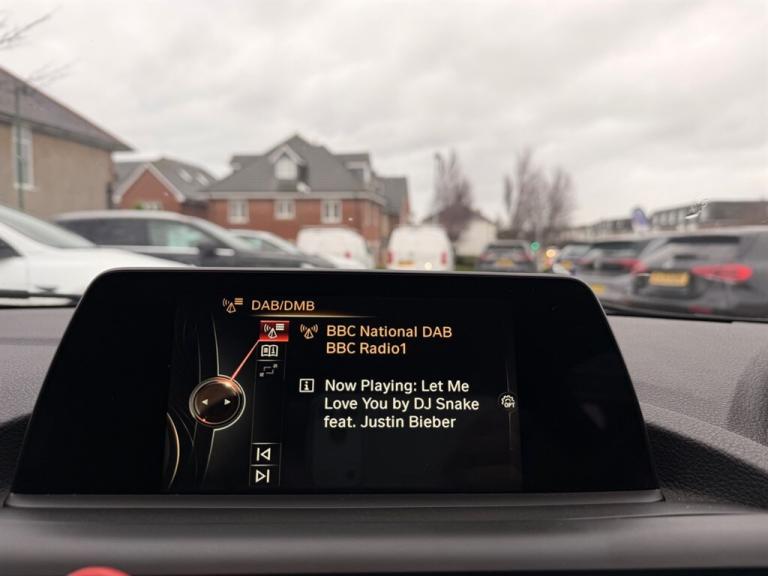 DAB/DMB
BBC National DAB
BBC Radio1
Now Playing: Let Me
Love You by DJ Snake
feat. Justin Bieber
OPT